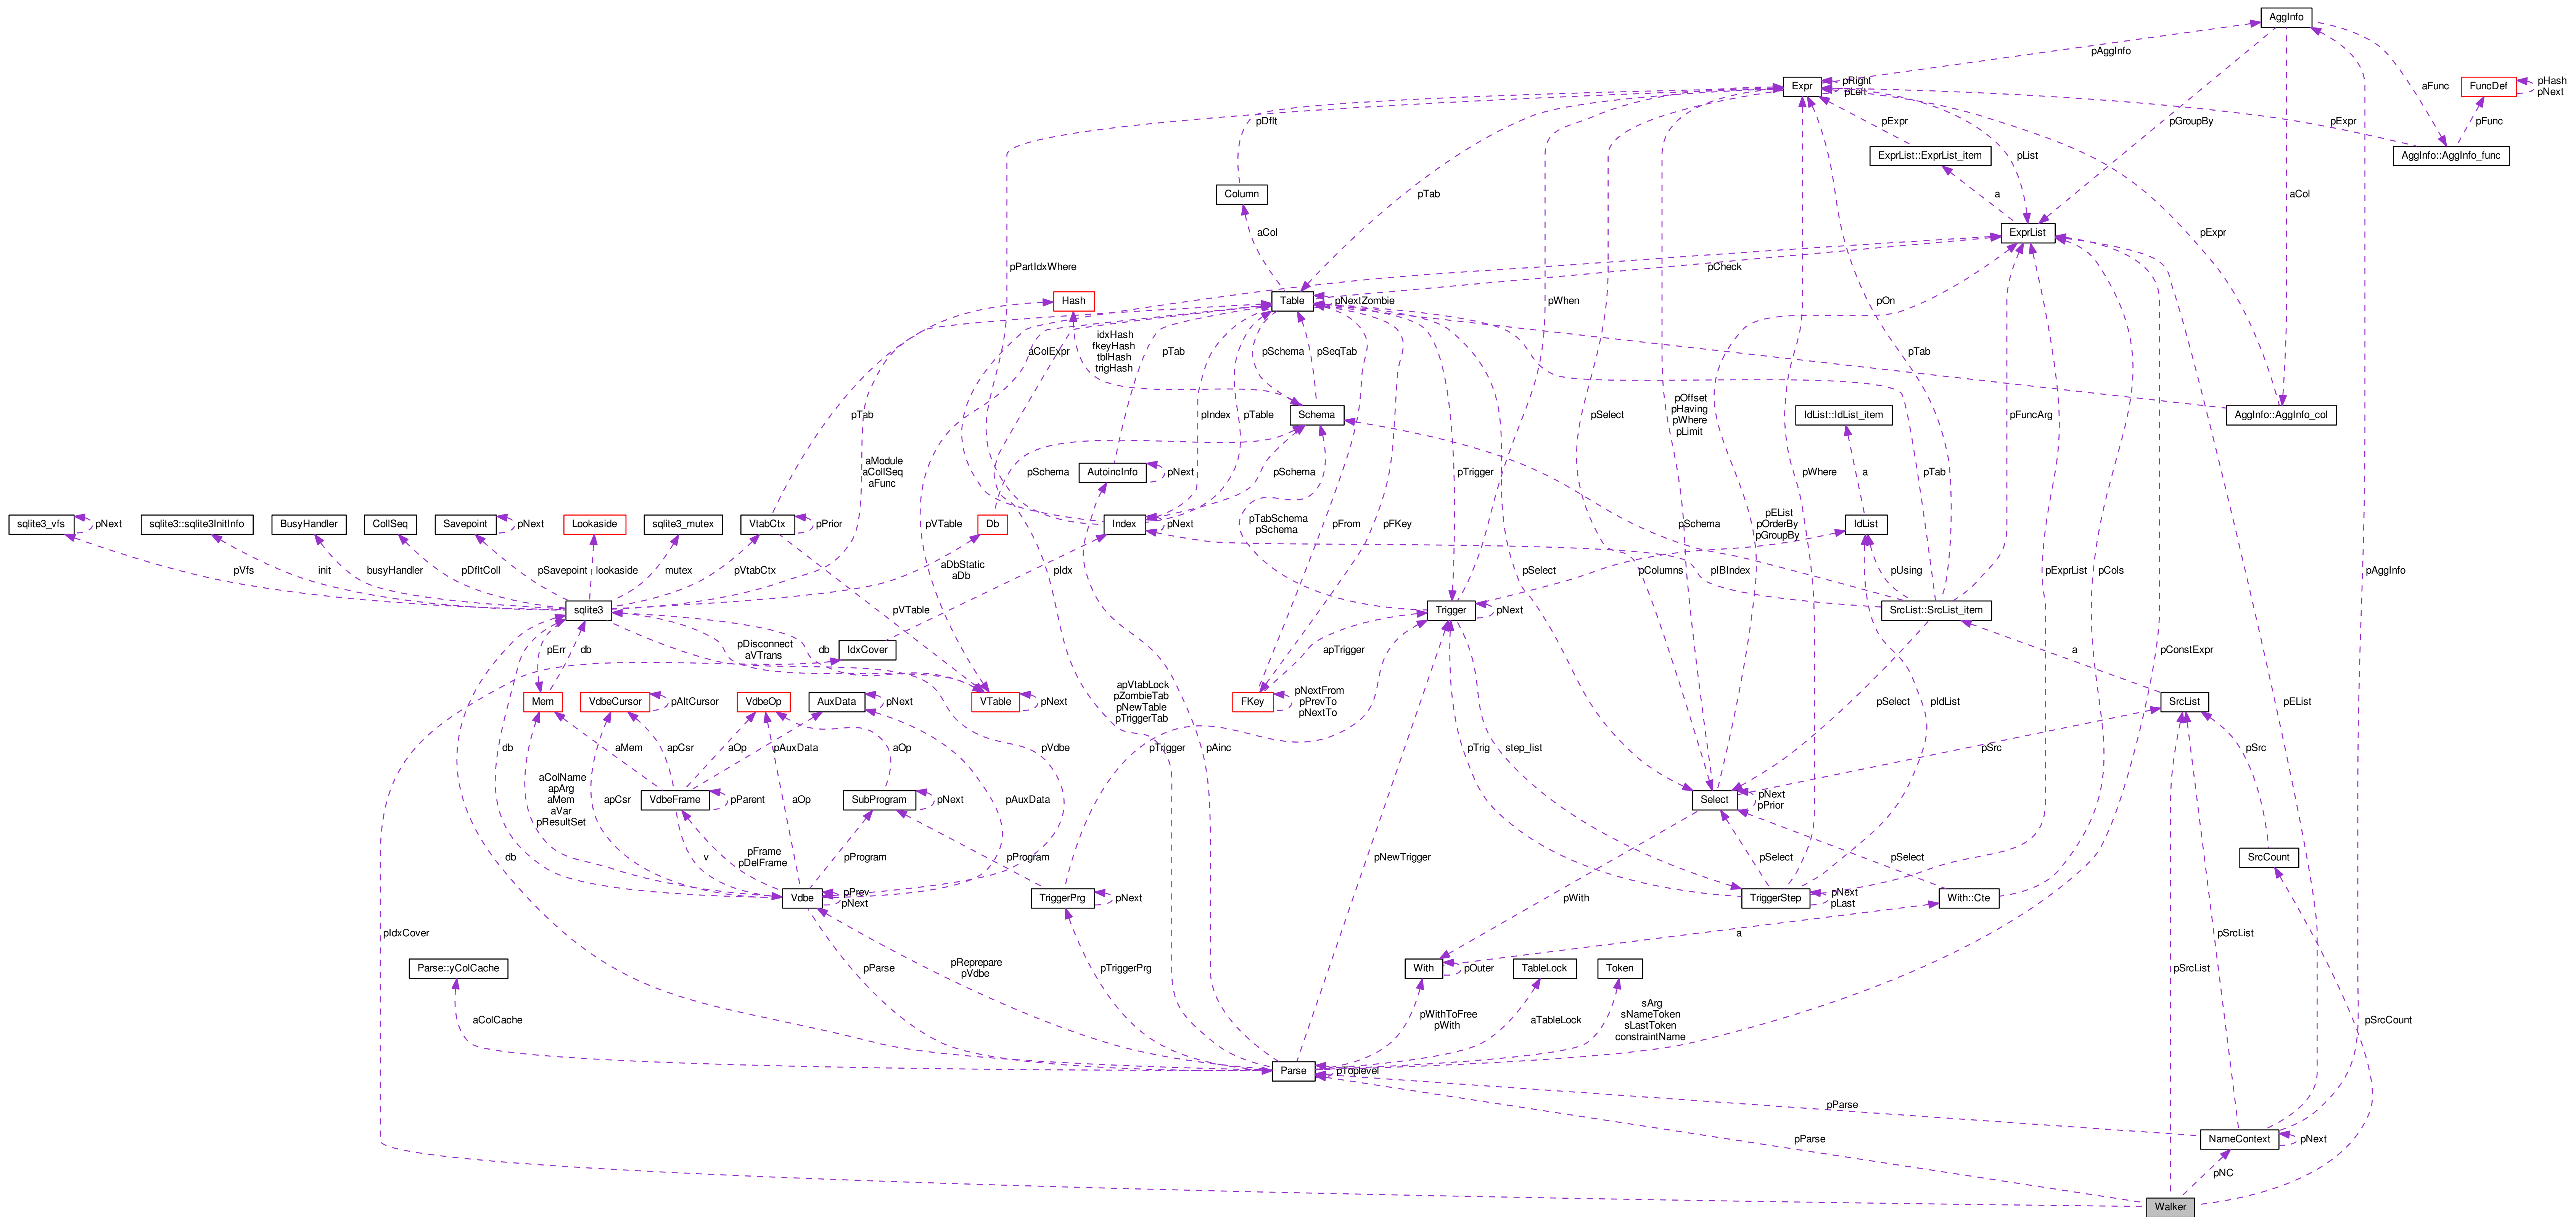 AggInfo
pAggInfo
Expr
pRight
pLeft
aFunc
FuncDef
pHash
pNext
pDflt
pExpr
pGroupBy
pExpr
pFunc
ExprList::ExprList_item
pList
AggInfo::AggInfo_func
Column
pTab
a
aCol
aCol
ExprList
pExpr
pPartIdxWhere
pCheck
Hash
Table
pNextZombie
pWhen
pOn
idxHash
fkeyHash
tblHash
trigHash
aColExpr
pTab
pSchema
pSeqTab
pTab
pTab
pIndex
pTable
pSelect
pOffset
pHaving
pWhere
pLimit
IdList::IdList_item
pFuncArg
AggInfo::AggInfo_col
Schema
aModule
aCollSeq
aFunc
pSchema
AutoincInfo
pNext
pSchema
pTrigger
pWhere
a
pTab
sqlite3_vfs
pNext
sqlite3::sqlite3InitInfo
BusyHandler
CollSeq
Savepoint
pNext
Lookaside
sqlite3_mutex
VtabCtx
pPrior
pVTable
Db
Index
pNext
pTabSchema
pSchema
pFrom
pFKey
pEList
pOrderBy
pGroupBy
IdList
pSchema
pVfs
init
busyHandler
pDfltColl
pSavepoint
lookaside
mutex
pVtabCtx
aDbStatic
aDb
pIdx
pSelect
pColumns
pIBIndex
pUsing
pExprList
pCols
pAggInfo
sqlite3
pVTable
Trigger
pNext
SrcList::SrcList_item
pErr
db
pDisconnect
aVTrans
db
IdxCover
apTrigger
a
pConstExpr
Mem
VdbeCursor
pAltCursor
VdbeOp
AuxData
pNext
VTable
pNext
apVtabLock
pZombieTab
pNewTable
pTriggerTab
FKey
pNextFrom
pPrevTo
pNextTo
pSelect
pIdList
SrcList
pEList
db
aMem
apCsr
aOp
pAuxData
aOp
pVdbe
pTrigger
pAinc
pTrig
step_list
pSrc
pSrc
aColName
apArg
aMem
aVar
pResultSet
apCsr
VdbeFrame
pParent
aOp
SubProgram
pNext
pAuxData
Select
pNext
pPrior
db
v
pFrame
pDelFrame
pProgram
pProgram
pNewTrigger
pSelect
pSelect
SrcCount
Vdbe
pPrev
pNext
TriggerPrg
pNext
pWith
TriggerStep
pNext
pLast
With::Cte
pIdxCover
a
pSrcList
Parse::yColCache
pParse
pReprepare
pVdbe
pTriggerPrg
With
pOuter
TableLock
Token
pSrcList
aColCache
pWithToFree
pWith
aTableLock
sArg
sNameToken
sLastToken
constraintName
pSrcCount
Parse
pToplevel
pParse
pParse
NameContext
pNext
pNC
Walker